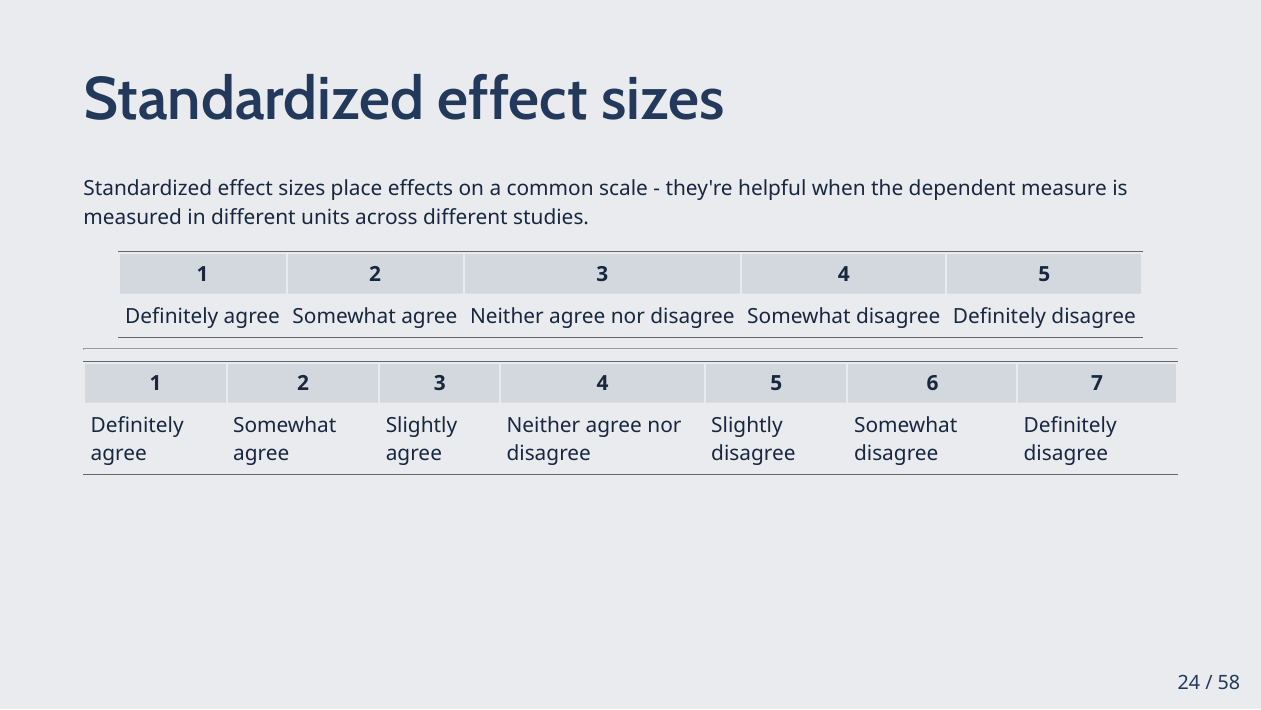 Standardized effect sizes
Standardized effect sizes place effects on a common scale - they're helpful when the dependent measure is
measured in different units across different studies.
1 2 3 4 5
Definitely agree Somewhat agree Neither agree nor disagree Somewhat disagree Definitely disagree
1 2 3 4 5 6 7
Definitely Somewhat Slightly Neither agree nor Slightly Somewhat Definitely
agree agree agree disagree disagree disagree disagree
24 / 58